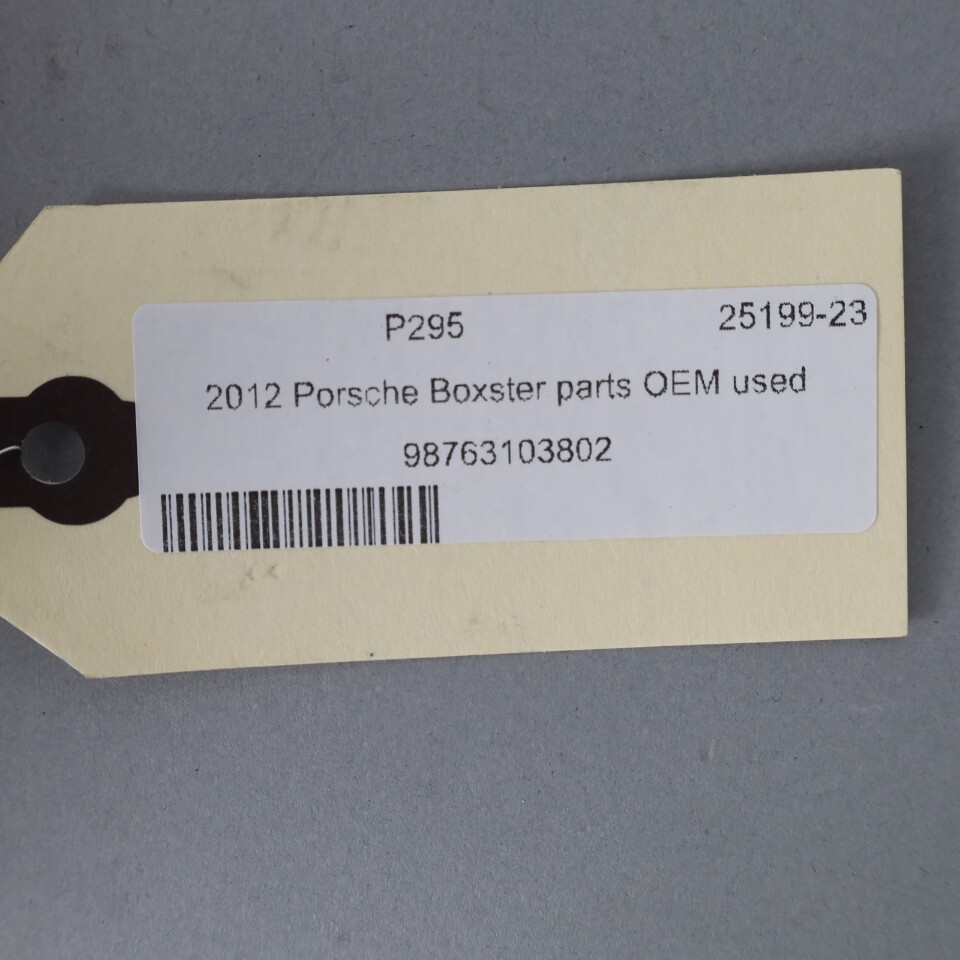 P295 25199-23
2012 Porsche Boxster parts OEM used
98763103802